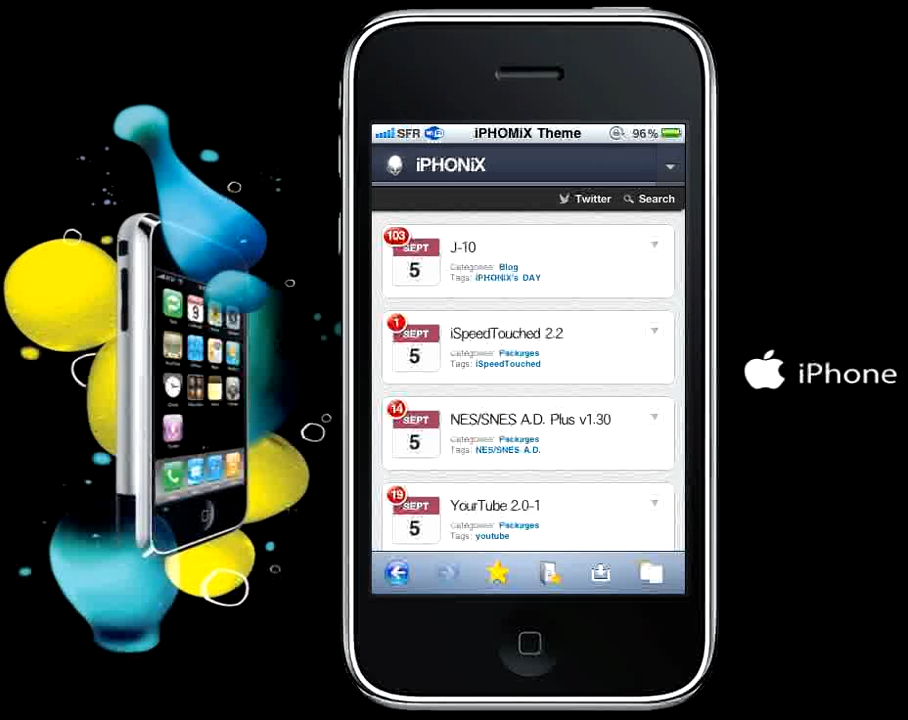 SFR iPHOMiX Theme 96%
iPHONiX
Twitter Search
103
SEPT
5
J-10
Categories: Blog
Tags: iPHONiX's DAY
1
SEPT
5
iSpeedTouched 2.2
Categories: Packages
Tags: iSpeedTouched
14
SEPT
5
NES/SNES A.D. Plus v1.30
Categories: Packages
Tags: NES/SNES A.D.
19
SEPT
5
YourTube 2.0-1
Categories: Packages
Tags: youtube
iPhone